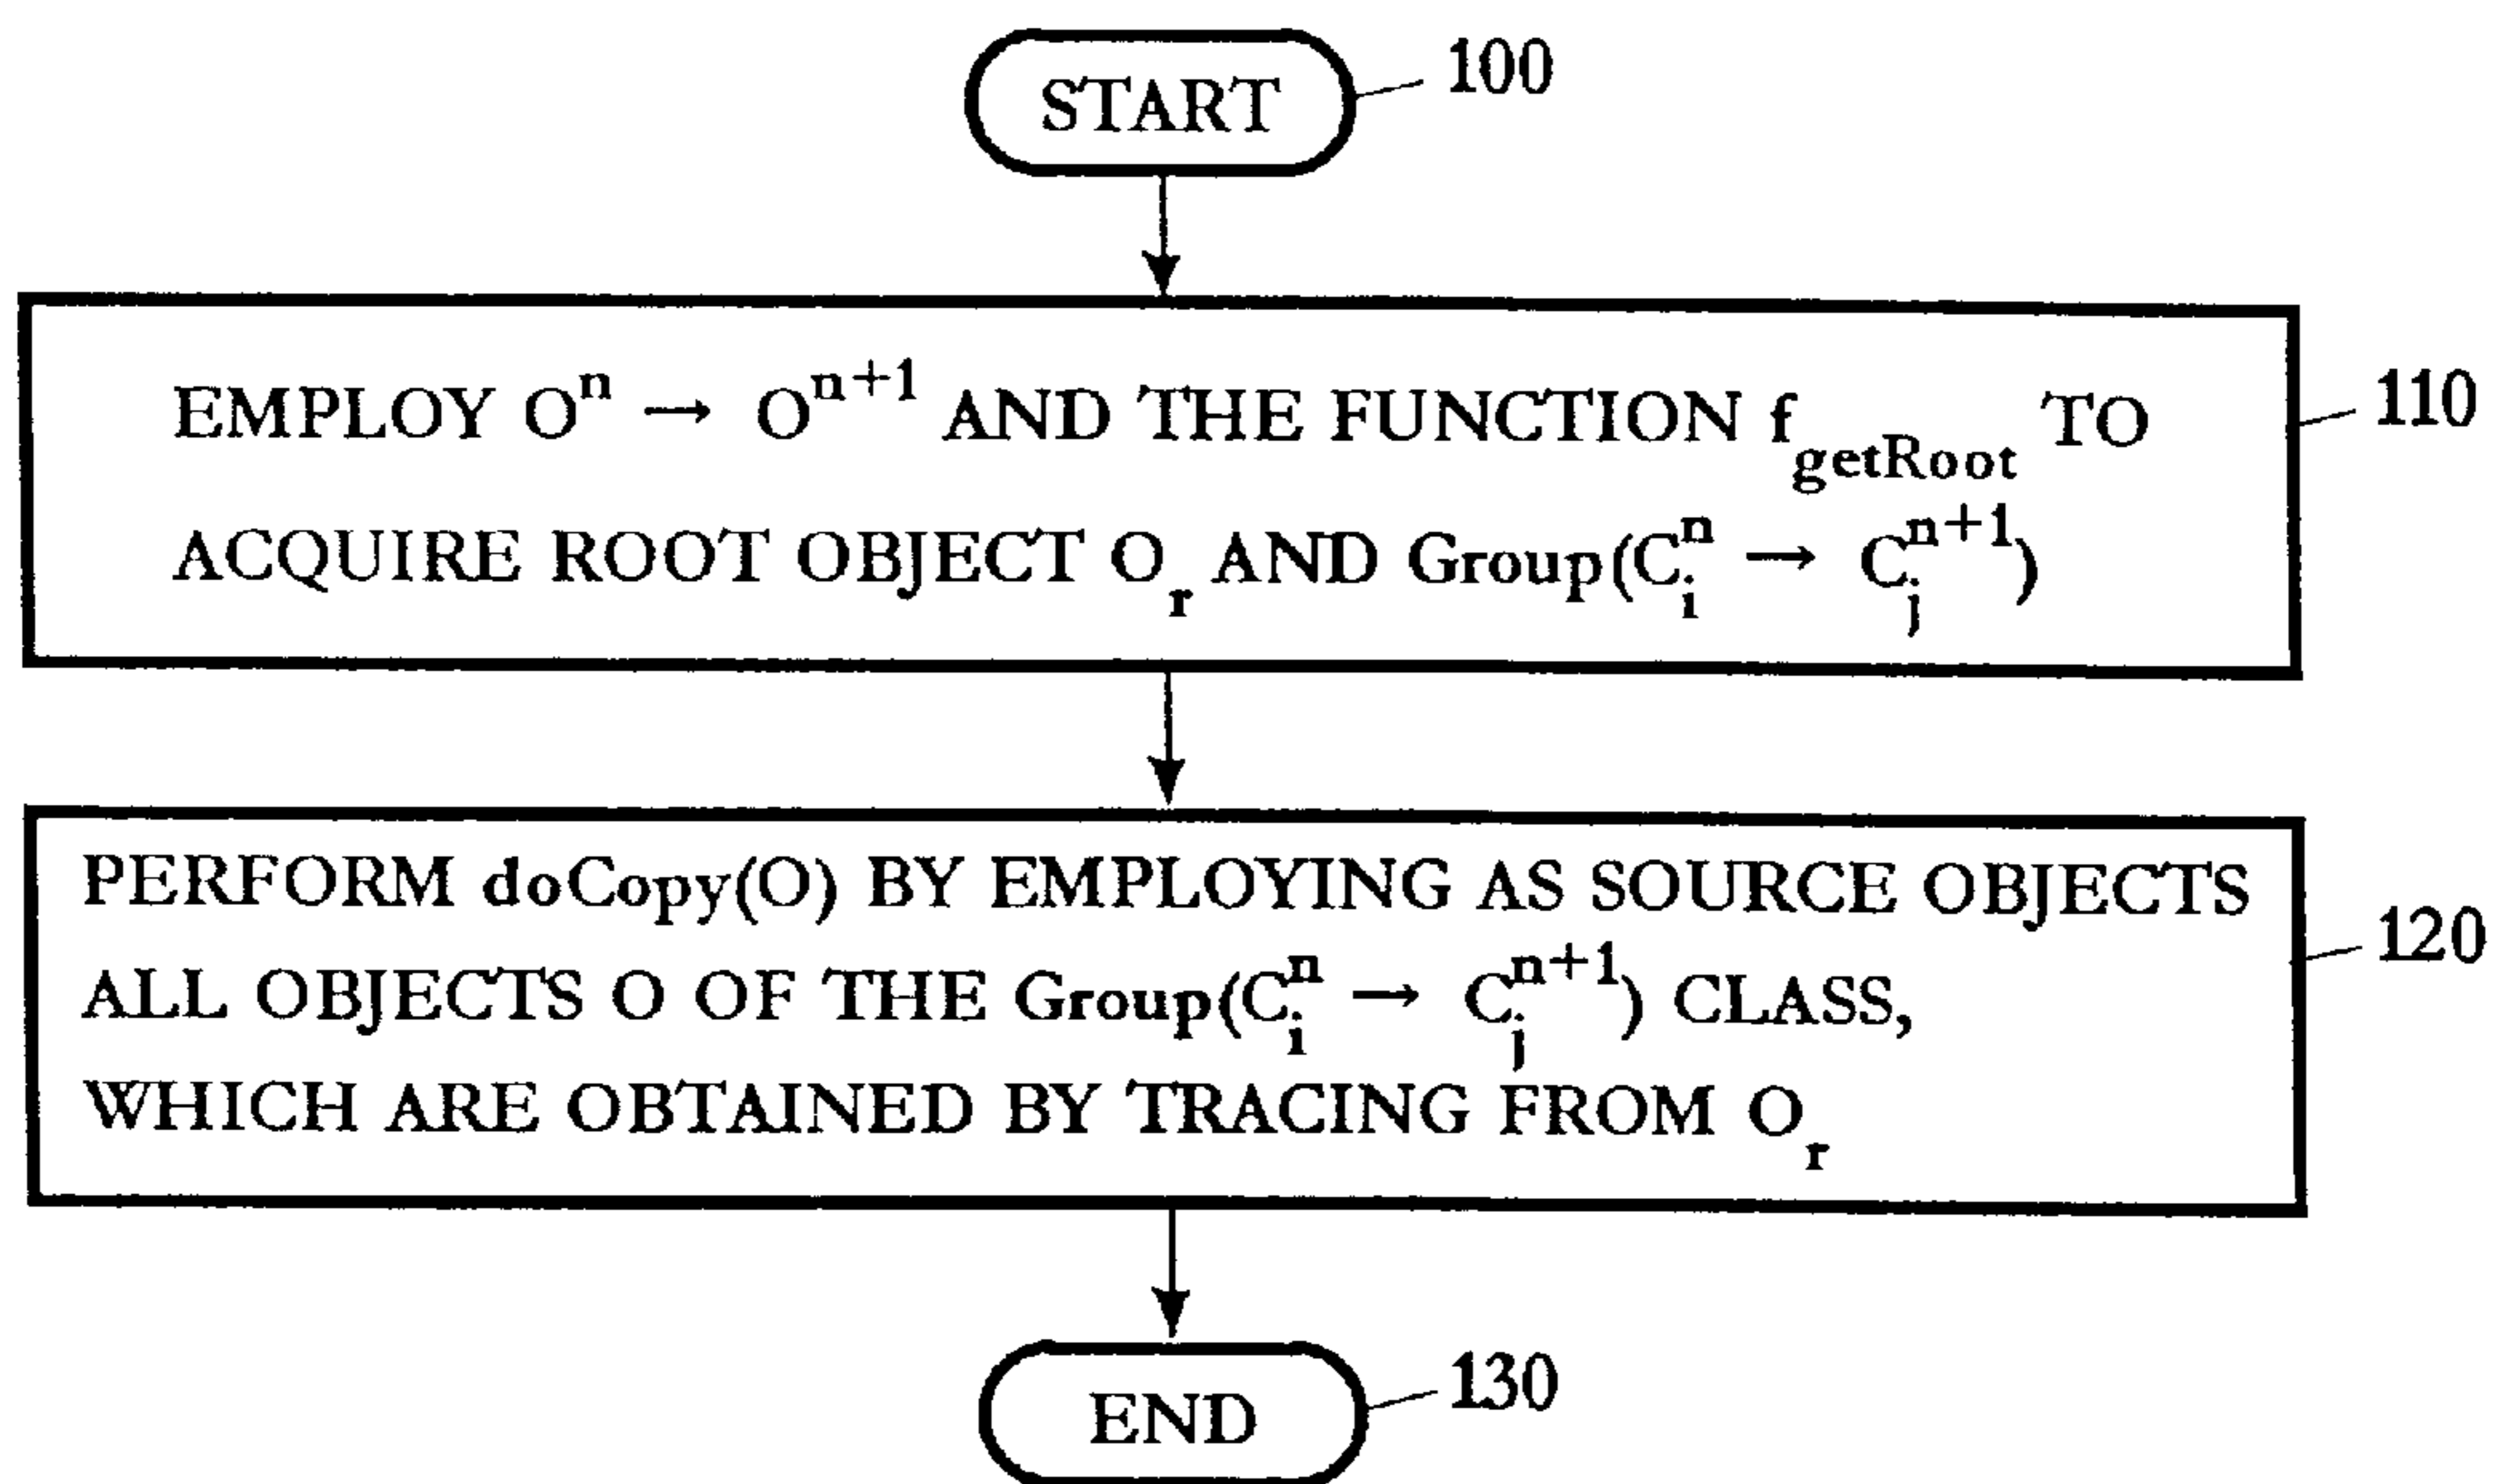 START 100
EMPLOY Oⁿ → Oⁿ⁺¹ AND THE FUNCTION f_getRoot TO 110
ACQUIRE ROOT OBJECT O_r AND Group(C_i^n → C_j^{n+1})
PERFORM doCopy(O) BY EMPLOYING AS SOURCE OBJECTS
ALL OBJECTS O OF THE Group(C_i^n → C_j^{n+1}) CLASS, 120
WHICH ARE OBTAINED BY TRACING FROM O_r
END 130